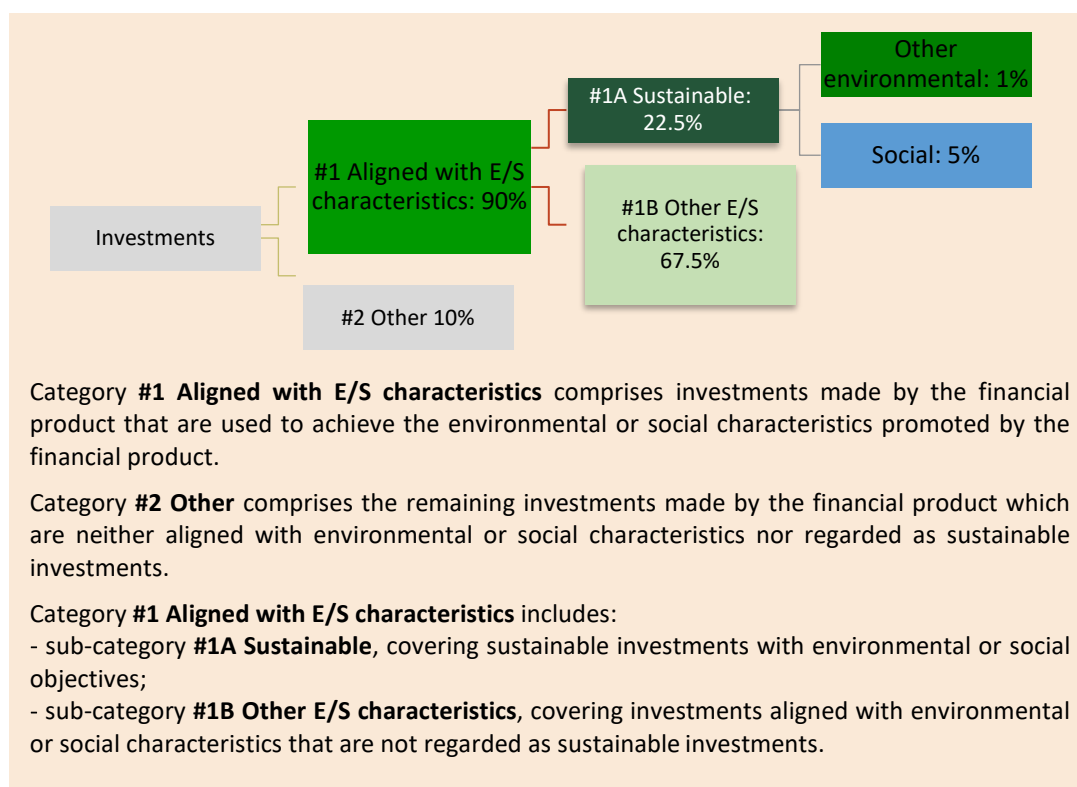 Other
environmental: 1%
#1A Sustainable:
22.5%
Social: 5%
#1 Aligned with E/S
characteristics: 90%
#1B Other E/S
characteristics:
67.5%
Investments
#2 Other 10%
Category #1 Aligned with E/S characteristics comprises investments made by the financial
product that are used to achieve the environmental or social characteristics promoted by the
financial product.
Category #2 Other comprises the remaining investments made by the financial product which
are neither aligned with environmental or social characteristics nor regarded as sustainable
investments.
Category #1 Aligned with E/S characteristics includes:
- sub-category #1A Sustainable, covering sustainable investments with environmental or social
objectives;
- sub-category #1B Other E/S characteristics, covering investments aligned with environmental
or social characteristics that are not regarded as sustainable investments.